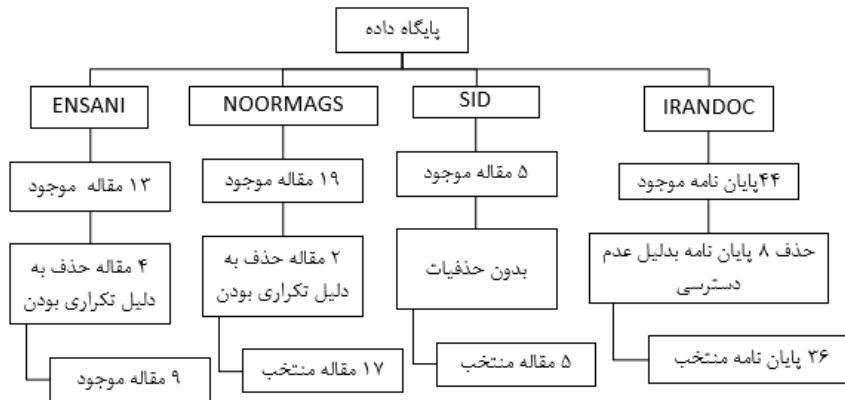 پایگاه داده
ENSANI
NOORMAGS
SID
IRANDOC
۱۳ مقاله موجود
۱۹ مقاله موجود
۵ مقاله موجود
۴۴پایان نامه موجود
۴ مقاله حذف به
دلیل تکراری بودن
۲ مقاله حذف به
دلیل تکراری بودن
بدون حذفیات
حذف ۸ پایان نامه بدلیل عدم
دسترسی
۹ مقاله موجود
۱۷ مقاله منتخب
۵ مقاله منتخب
۳۶ پایان نامه منتخب